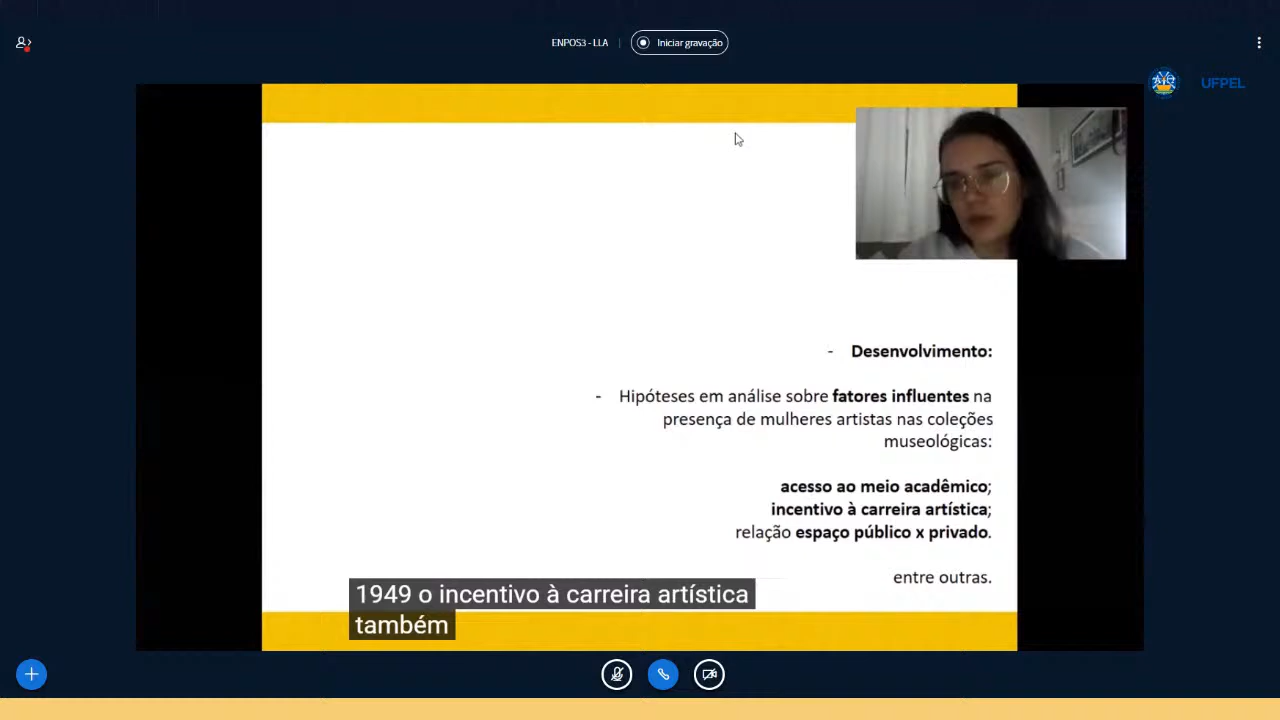 ENPOS3 - LLA
Iniciar gravação
UFPEL
- Desenvolvimento:
- Hipóteses em análise sobre fatores influentes na
presença de mulheres artistas nas coleções
museológicas:
acesso ao meio acadêmico;
incentivo à carreira artística;
relação espaço público x privado.
entre outras.
1949 o incentivo à carreira artística
também